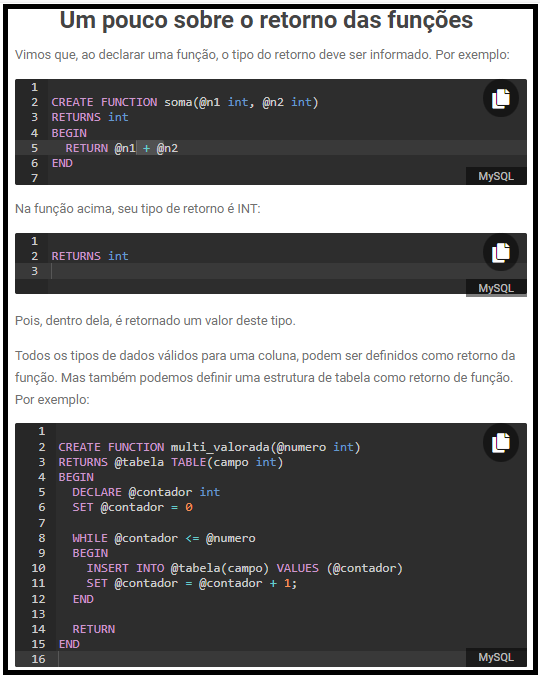 Um pouco sobre o retorno das funções
Vimos que, ao declarar uma função, o tipo do retorno deve ser informado. Por exemplo:
1
2 CREATE FUNCTION soma(@n1 int, @n2 int)
3 RETURNS int
4 BEGIN
5   RETURN @n1 + @n2
6 END
7
MySQL
Na função acima, seu tipo de retorno é INT:
1
2 RETURNS int
3
MySQL
Pois, dentro dela, é retornado um valor deste tipo.
Todos os tipos de dados válidos para uma coluna, podem ser definidos como retorno da
função. Mas também podemos definir uma estrutura de tabela como retorno de função.
Por exemplo:
1
2 CREATE FUNCTION multi_valorada(@numero int)
3 RETURNS @tabela TABLE(campo int)
4 BEGIN
5   DECLARE @contador int
6   SET @contador = 0
7
8   WHILE @contador <= @numero
9   BEGIN
10     INSERT INTO @tabela(campo) VALUES (@contador)
11     SET @contador = @contador + 1;
12   END
13
14   RETURN
15 END
16
MySQL